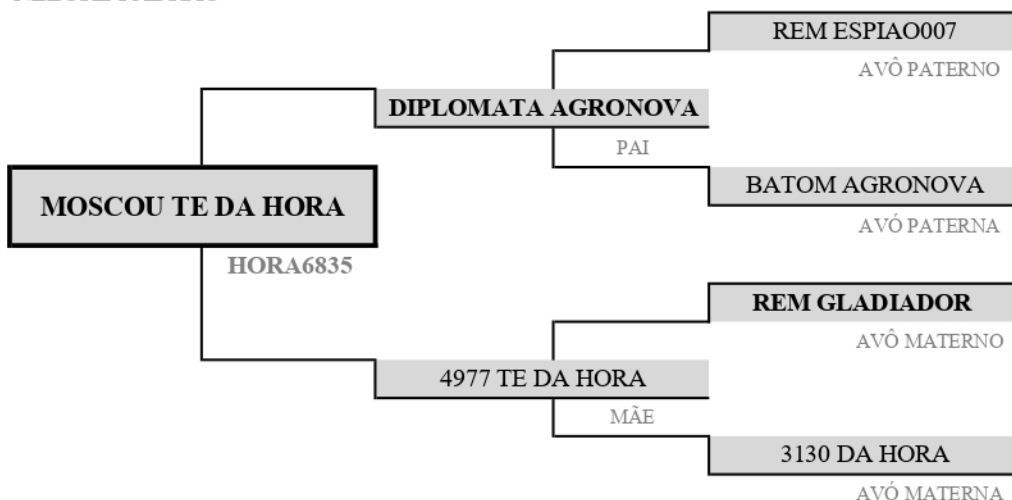 REM ESPIAO007
AVÔ PATERNO
DIPLOMATA AGRONOVA
PAI
BATOM AGRONOVA
AVÓ PATERNA
MOSCOU TE DA HORA
HORA6835
REM GLADIADOR
AVÔ MATERNO
4977 TE DA HORA
MÃE
3130 DA HORA
AVÓ MATERNA